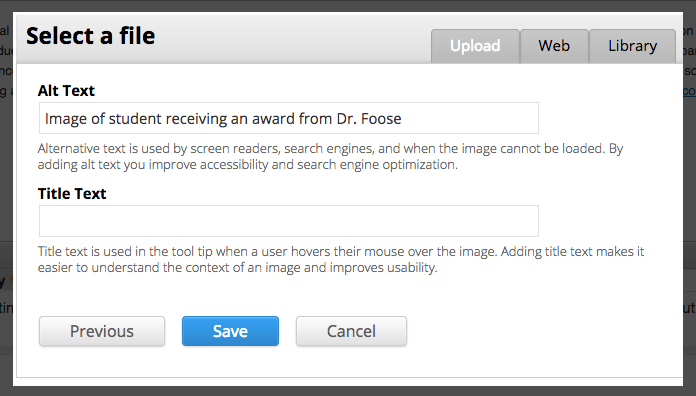 Select a file
Upload
Web
Library
Alt Text
Image of student receiving an award from Dr. Foose
Alternative text is used by screen readers, search engines, and when the image cannot be loaded. By
adding alt text you improve accessibility and search engine optimization.
Title Text
Title text is used in the tool tip when a user hovers their mouse over the image. Adding title text makes it
easier to understand the context of an image and improves usability.
Previous
Save
Cancel